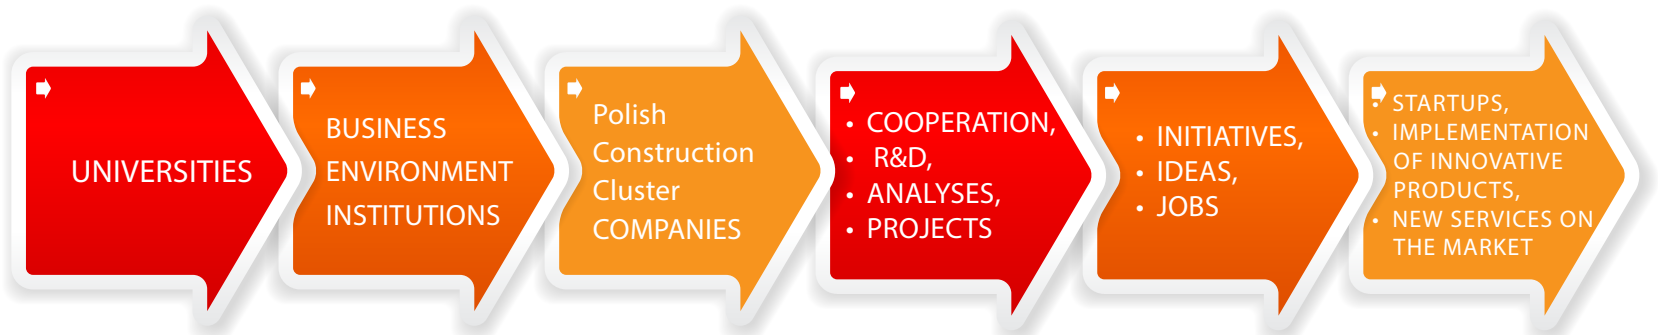 UNIVERSITIES
BUSINESS
ENVIRONMENT
INSTITUTIONS
Polish
Construction
Cluster
COMPANIES
• COOPERATION,
• R&D,
• ANALYSES,
• PROJECTS
• INITIATIVES,
• IDEAS,
• JOBS
• STARTUPS,
• IMPLEMENTATION
OF INNOVATIVE
PRODUCTS,
• NEW SERVICES ON
THE MARKET